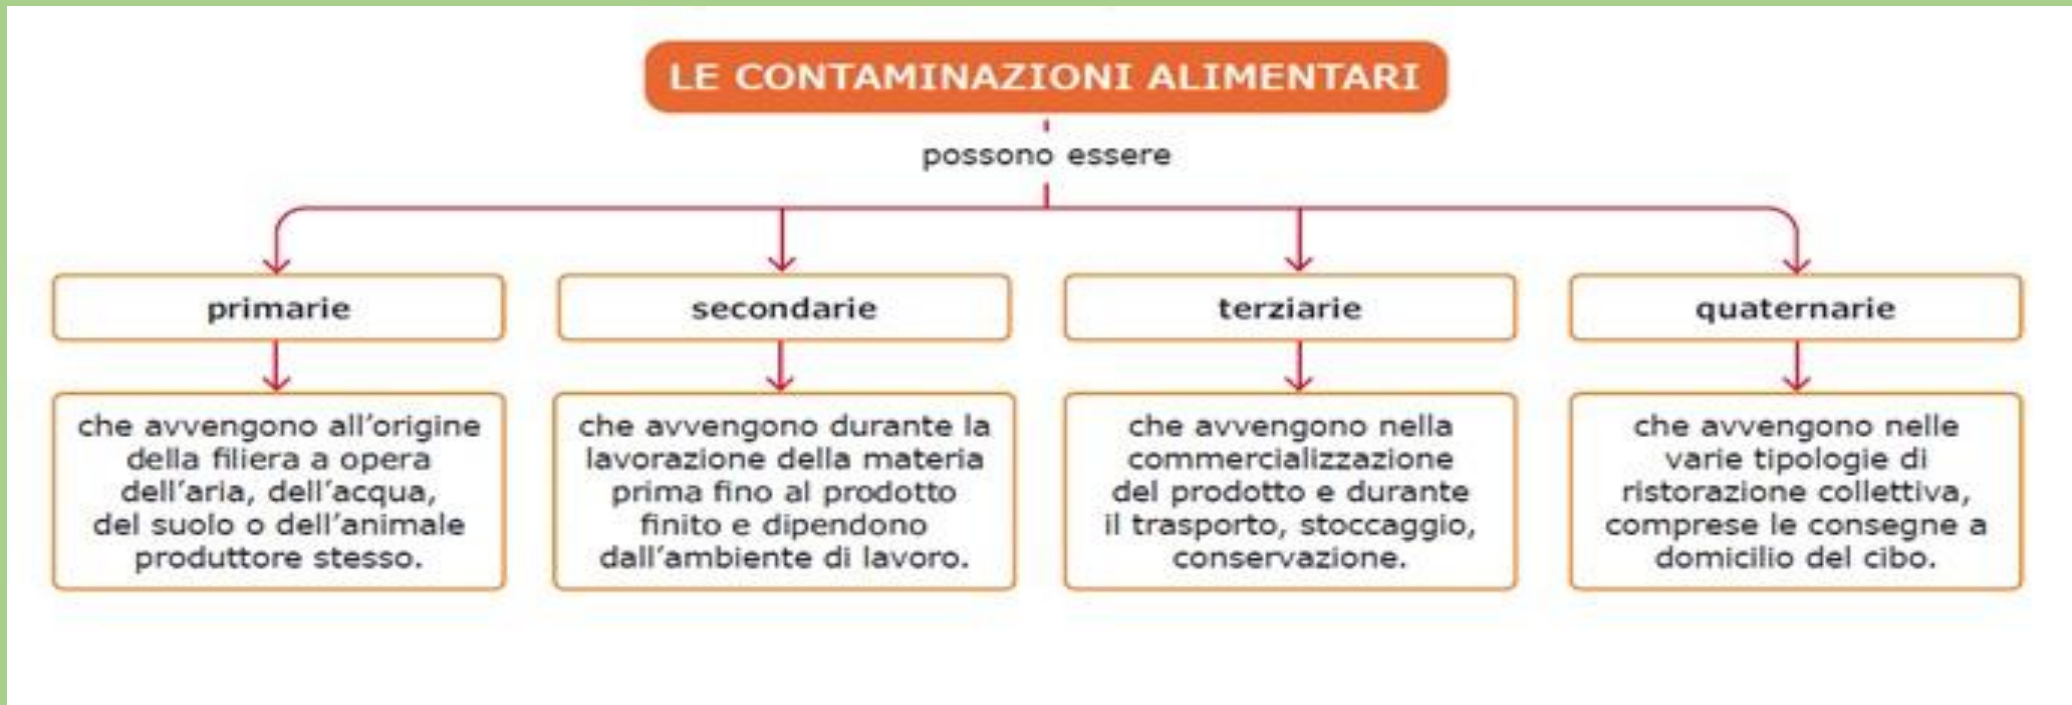 LE CONTAMINAZIONI ALIMENTARI
possono essere
primarie
che avvengono all'origine
della filiera a opera
dell'aria, dell'acqua,
del suolo o dell'animale
produttore stesso.
secondarie
che avvengono durante la
lavorazione della materia
prima fino al prodotto
finito e dipendono
dall'ambiente di lavoro.
terziarie
che avvengono nella
commercializzazione
del prodotto e durante
il trasporto, stoccaggio,
conservazione.
quaternarie
che avvengono nelle
varie tipologie di
ristorazione collettiva,
comprese le consegne a
domicilio del cibo.